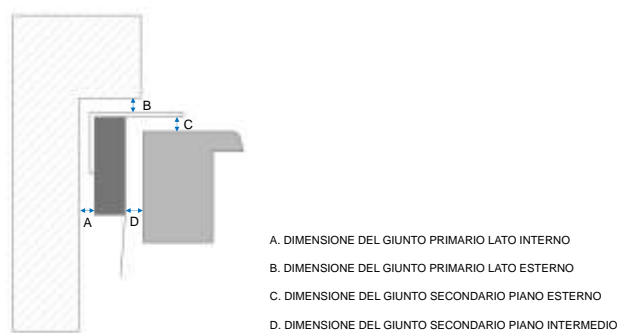 B
C
A
D
A. DIMENSIONE DEL GIUNTO PRIMARIO LATO INTERNO
B. DIMENSIONE DEL GIUNTO PRIMARIO LATO ESTERNO
C. DIMENSIONE DEL GIUNTO SECONDARIO PIANO ESTERNO
D. DIMENSIONE DEL GIUNTO SECONDARIO PIANO INTERMEDIO